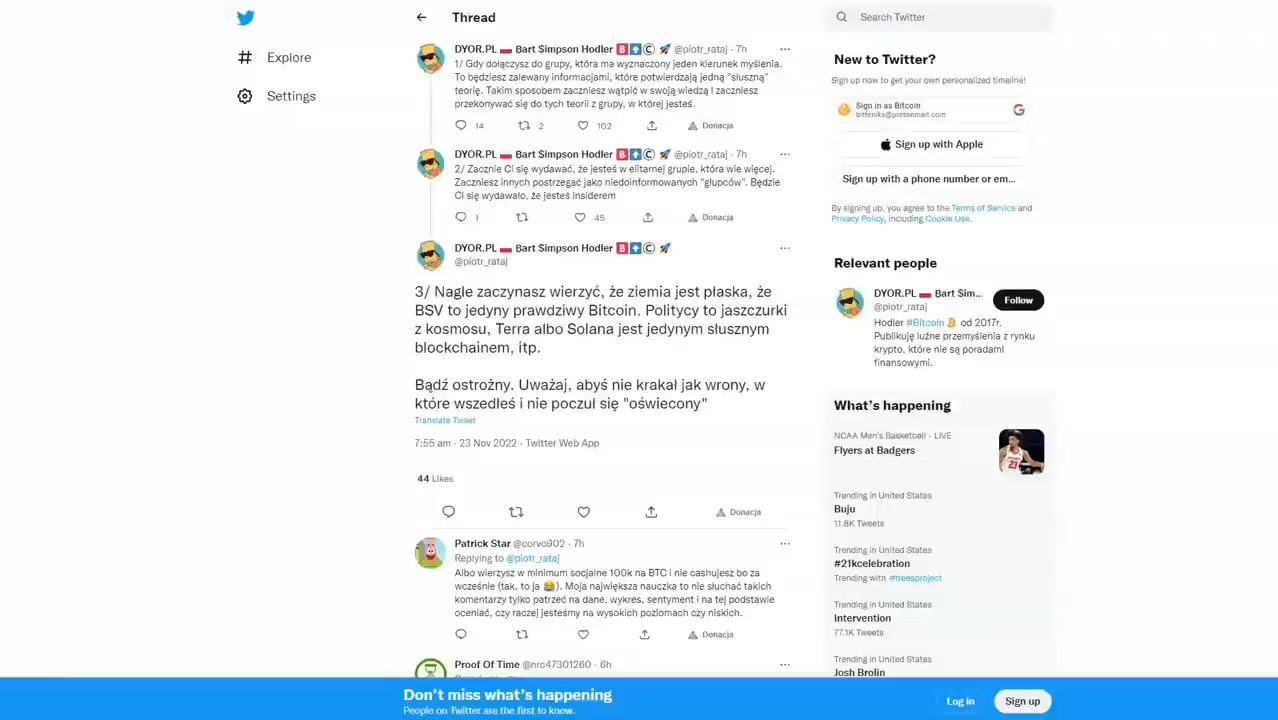 Thread
Search Twitter
Explore
Settings
DYOR.PL Bart $impson Hodler B C @piotr_rataj · 7h
1/ Gdy dołączysz do grupy, która ma wyznaczony jeden kierunek myślenia.
To będziesz zalewany informacjami, które potwierdzają jedną "słuszną"
teorię. Takim sposobem zaczniesz wątpić w swoją wiedzą i zaczniesz
przekonywać się do tych teorii z grupy, w której jesteś.
14 2 102 Donacja
DYOR.PL Bart $impson Hodler B C @piotr_rataj · 7h
2/ Zacznie Ci się wydawać, że jesteś w elitarnej grupie, która wie więcej.
Zaczniesz innych postrzegać jako niedoinformowanych "głupców". Będzie
Ci się wydawało, że jesteś insiderem
1 45 Donacja
DYOR.PL Bart $impson Hodler B C
@piotr_rataj
3/ Nagle zaczynasz wierzyć, że ziemia jest płaska, że
BSV to jedyny prawdziwy Bitcoin. Politycy to jaszczurki
z kosmosu, Terra albo Solana jest jedynym słusznym
blockchainem, itp.
Bądź ostrożny. Uważaj, abyś nie krakał jak wrony, w
które wszedłeś i nie poczuł się "oświecony"
Translate Tweet
7:55 am · 23 Nov 2022 · Twitter Web App
44 Likes
Donacja
Patrick Star @corvo902 · 7h
Replying to @piotr_rataj
Albo wierzysz w minimum socjalne 100k na BTC i nie cashujesz bo za
wcześnie (tak, to ja 😂). Moja największa nauczka to nie słuchać takich
komentarzy tylko patrzeć na dane, wykres, sentyment i na tej podstawie
oceniać, czy raczej jesteśmy na wysokich poziomach czy niskich.
Donacja
Proof Of Time @nrc47301260 · 6h
New to Twitter?
Sign up now to get your own personalized timeline!
Sign in as Bitcoin
bitfeniks@protonmail.com
Sign up with Apple
Sign up with a phone number or em...
By signing up, you agree to the Terms of Service and
Privacy Policy, including Cookie Use.
Relevant people
DYOR.PL Bart $im...
Follow
@piotr_rataj
Hodler #Bitcoin od 2017r.
Publikuję luźne przemyślenia z rynku
krypto, które nie są poradami
finansowymi.
What's happening
NCAA Men's Basketball · LIVE
Flyers at Badgers
Trending in United States
Buju
11.8K Tweets
Trending in United States
#21kcelebration
Trending with #treesproject
Trending in United States
Intervention
77.1K Tweets
Trending in United States
Josh Brolin
Don't miss what's happening
People on Twitter are the first to know.
Log in
Sign up